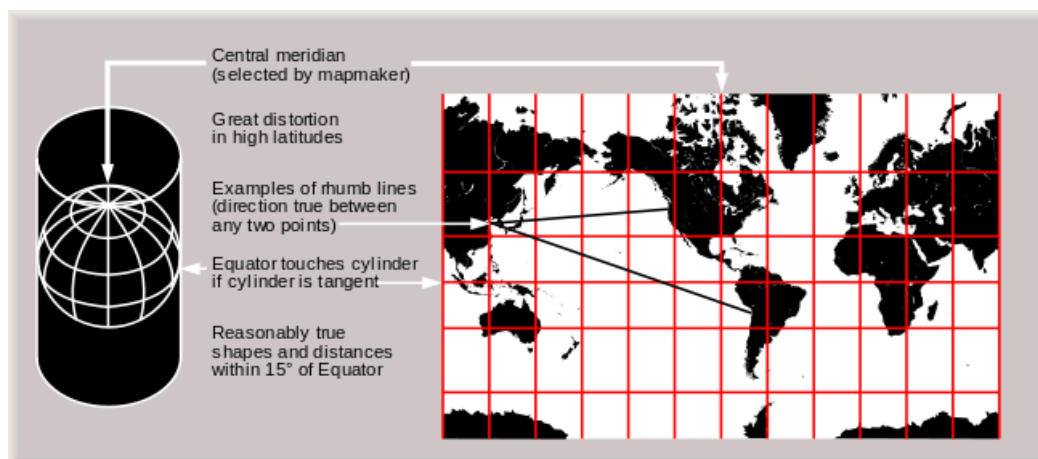 Central meridian
(selected by mapmaker)
Great distortion
in high latitudes
Examples of rhumb lines
(direction true between
any two points)
Equator touches cylinder
if cylinder is tangent
Reasonably true
shapes and distances
within 15° of Equator